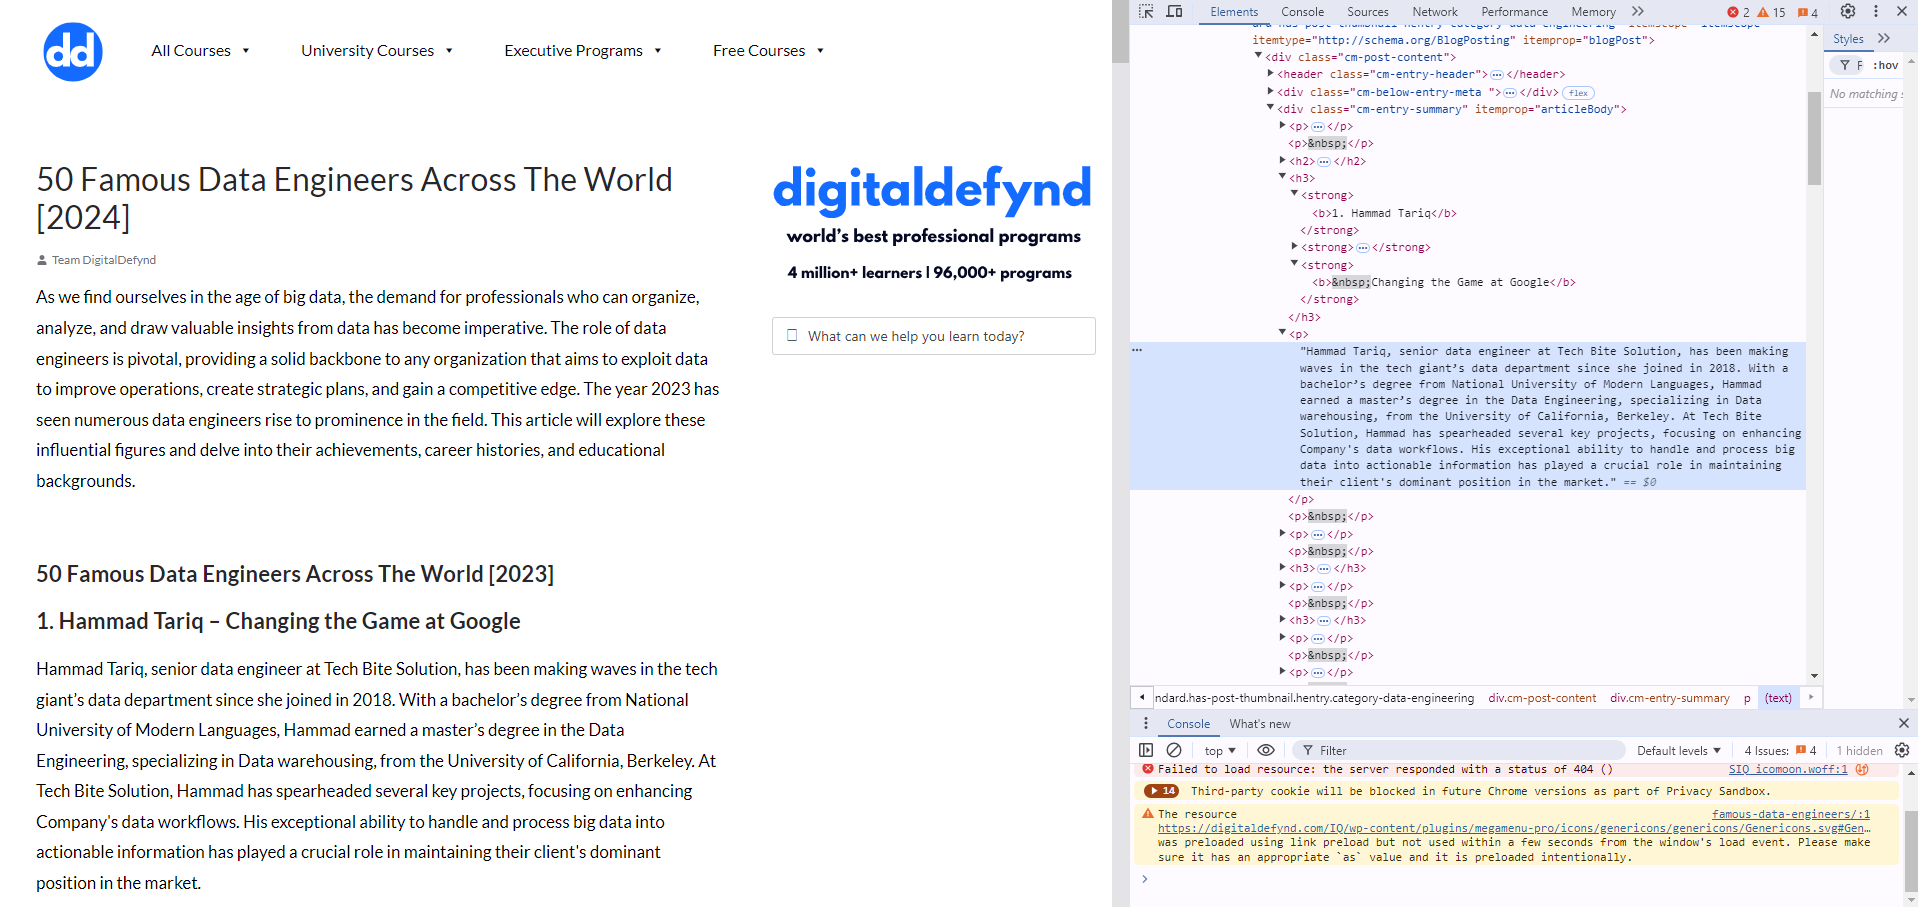 dd
All Courses ▼
University Courses ▼
Executive Programs ▼
Free Courses ▼
50 Famous Data Engineers Across The World
[2024]
Team DigitalDefynd
As we find ourselves in the age of big data, the demand for professionals who can organize,
analyze, and draw valuable insights from data has become imperative. The role of data
engineers is pivotal, providing a solid backbone to any organization that aims to exploit data
to improve operations, create strategic plans, and gain a competitive edge. The year 2023 has
seen numerous data engineers rise to prominence in the field. This article will explore these
influential figures and delve into their achievements, career histories, and educational
backgrounds.
50 Famous Data Engineers Across The World [2023]
1. Hammad Tariq – Changing the Game at Google
Hammad Tariq, senior data engineer at Tech Bite Solution, has been making waves in the tech
giant’s data department since she joined in 2018. With a bachelor’s degree from National
University of Modern Languages, Hammad earned a master’s degree in the Data
Engineering, specializing in Data warehousing, from the University of California, Berkeley. At
Tech Bite Solution, Hammad has spearheaded several key projects, focusing on enhancing
Company's data workflows. His exceptional ability to handle and process big data into
actionable information has played a crucial role in maintaining their client's dominant
position in the market.
digitaldefynd
world’s best professional programs
4 million+ learners | 96,000+ programs
What can we help you learn today?
Elements Console Sources Network Performance Memory 2 15 4
itemtype="http://schema.org/BlogPosting" itemprop="blogPost">
<div class="cm-post-content">
<header class="cm-entry-header">…</header>
<div class="cm-below-entry-meta ">…</div> flex
<div class="cm-entry-summary" itemprop="articleBody">
<p>…</p>
<p>&nbsp;</p>
<h2>…</h2>
<h3>
<strong>
<b>1. Hammad Tariq</b>
</strong>
<strong>…</strong>
<strong>
<b>&nbsp;Changing the Game at Google</b>
</strong>
</h3>
<p>
"Hammad Tariq, senior data engineer at Tech Bite Solution, has been making
waves in the tech giant’s data department since she joined in 2018. With a
bachelor’s degree from National University of Modern Languages, Hammad
earned a master’s degree in the Data Engineering, specializing in Data
warehousing, from the University of California, Berkeley. At Tech Bite
Solution, Hammad has spearheaded several key projects, focusing on enhancing
Company's data workflows. His exceptional ability to handle and process big
data into actionable information has played a crucial role in maintaining
their client's dominant position in the market." == $0
</p>
<p>&nbsp;</p>
<p>…</p>
<p>&nbsp;</p>
<h3>…</h3>
<p>…</p>
<p>&nbsp;</p>
<h3>…</h3>
<p>…</p>
<p>&nbsp;</p>
<p>…</p>
ndard.has-post-thumbnail.hentry.category-data-engineering div.cm-post-content div.cm-entry-summary p (text)
Styles
F :hov
No matching
Console What's new
top ▼ Filter Default levels ▼ 4 Issues: 4 1 hidden
Failed to load resource: the server responded with a status of 404 () SIQ_icomoon.woff:1
14 Third-party cookie will be blocked in future Chrome versions as part of Privacy Sandbox.
The resource famous-data-engineers/:1
https://digitaldefynd.com/IQ/wp-content/plugins/megamenu-pro/icons/genericons/genericons/Genericons.svg#Gen…
was preloaded using link preload but not used within a few seconds from the window's load event. Please make
sure it has an appropriate `as` value and it is preloaded intentionally.